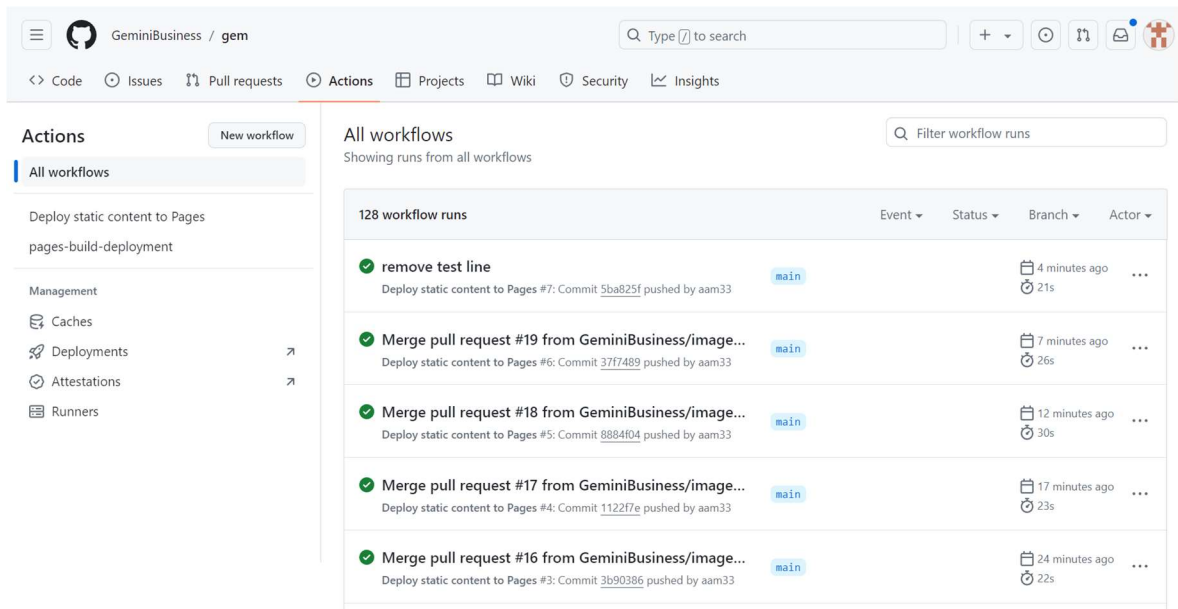 GeminiBusiness / gem
Type / to search
Code
Issues
Pull requests
Actions
Projects
Wiki
Security
Insights
Actions
New workflow
All workflows
Deploy static content to Pages
pages-build-deployment
Management
Caches
Deployments
Attestations
Runners
All workflows
Showing runs from all workflows
Filter workflow runs
128 workflow runs
Event
Status
Branch
Actor
remove test line
Deploy static content to Pages #7: Commit 5ba825f pushed by aam33
main
4 minutes ago
21s
Merge pull request #19 from GeminiBusiness/image...
Deploy static content to Pages #6: Commit 37f7489 pushed by aam33
main
7 minutes ago
26s
Merge pull request #18 from GeminiBusiness/image...
Deploy static content to Pages #5: Commit 8884f04 pushed by aam33
main
12 minutes ago
30s
Merge pull request #17 from GeminiBusiness/image...
Deploy static content to Pages #4: Commit 1122f7e pushed by aam33
main
17 minutes ago
23s
Merge pull request #16 from GeminiBusiness/image...
Deploy static content to Pages #3: Commit 3b90386 pushed by aam33
main
24 minutes ago
22s